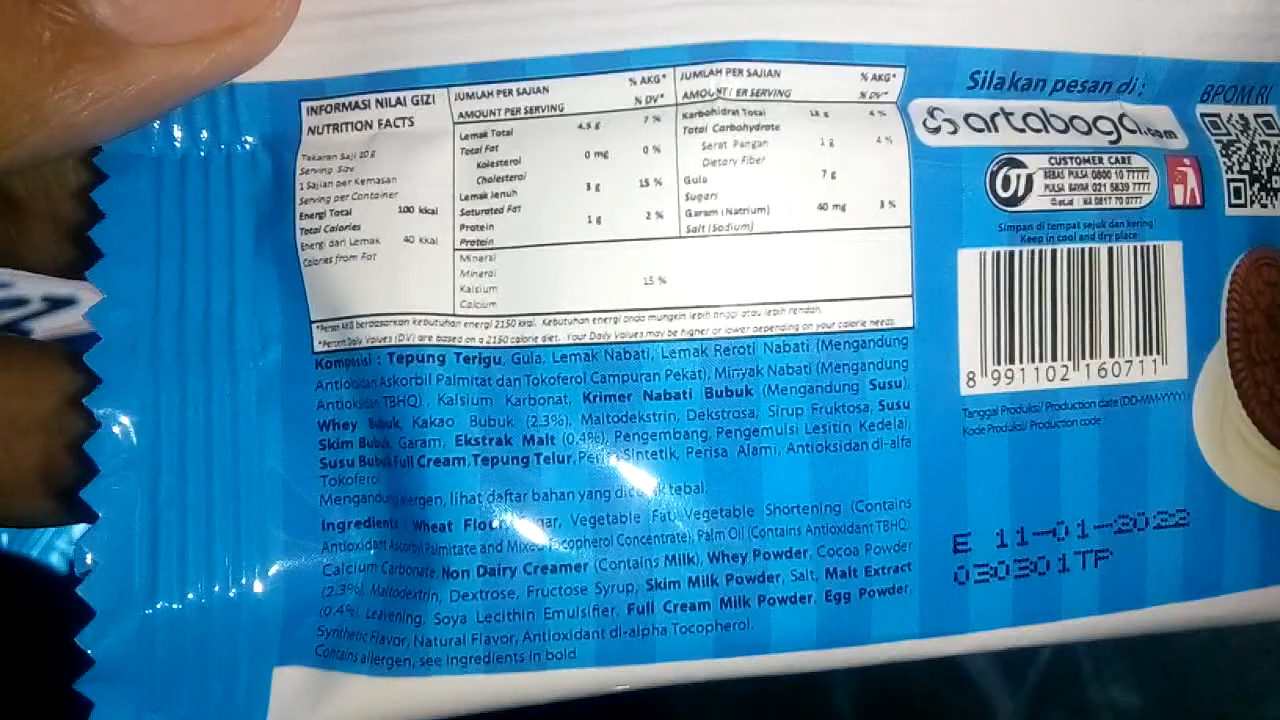 INFORMASI NILAI GIZI
NUTRITION FACTS
Takaran Saji 20 g
Serving Size
1 Sajian per Kemasan
Serving per Container
Energi Total 100 kkal
Total Calories
Energi dari Lemak 40 kkal
Calories from Fat
JUMLAH PER SAJIAN % AKG*
AMOUNT PER SERVING % DV*
Lemak Total 4.5 g 7 %
Total Fat
Kolesterol 0 mg 0 %
Cholesterol
Lemak Jenuh 3 g 15 %
Saturated Fat
Protein 1 g 2 %
Protein
JUMLAH PER SAJIAN % AKG*
AMOUNT PER SERVING % DV*
Karbohidrat Total 13 g 4 %
Total Carbohydrate
Serat Pangan 1 g 4 %
Dietary Fiber
Gula 7 g
Sugars
Garam (Natrium) 40 mg 3 %
Salt (Sodium)
Mineral
Mineral
Kalsium 15 %
Calcium
*Persen AKG berdasarkan kebutuhan energi 2150 kkal. Kebutuhan energi anda mungkin lebih tinggi atau lebih rendah.
*Percent Daily Values (DV) are based on a 2150 calorie diet. Your Daily Values may be higher or lower depending on your calorie needs.
Komposisi : Tepung Terigu, Gula, Lemak Nabati, Lemak Reroti Nabati (Mengandung
Antioksidan Askorbil Palmitat dan Tokoferol Campuran Pekat), Minyak Nabati (Mengandung
Antioksidan TBHQ), Kalsium Karbonat, Krimer Nabati Bubuk (Mengandung Susu),
Whey Bubuk, Kakao Bubuk (2.3%), Maltodekstrin, Dekstrosa, Sirup Fruktosa, Susu
Skim Bubuk, Garam, Ekstrak Malt (0.4%), Pengembang, Pengemulsi Lesitin Kedelai,
Susu Bubuk Full Cream, Tepung Telur, Perisa Sintetik, Perisa Alami, Antioksidan dl-alfa
Tokoferol
Mengandung alergen, lihat daftar bahan yang dicetak tebal.
Ingredients : Wheat Flour, Sugar, Vegetable Fat, Vegetable Shortening (Contains
Antioxidant Ascorbyl Palmitate and Mixed Tocopherol Concentrate), Palm Oil (Contains Antioxidant TBHQ)
Calcium Carbonate, Non Dairy Creamer (Contains Milk), Whey Powder, Cocoa Powder
(2.3%), Maltodextrin, Dextrose, Fructose Syrup, Skim Milk Powder, Salt, Malt Extract
(0.4%), Leavening, Soya Lecithin Emulsifier, Full Cream Milk Powder, Egg Powder,
Synthetic Flavor, Natural Flavor, Antioxidant dl-alpha Tocopherol.
Contains allergen, see ingredients in bold
Silakan pesan di :
artaboga.com
BPOM RI
OT
CUSTOMER CARE
BEBAS PULSA 0800 10 77777
PULSA BAYAR 021 5839 7777
WA 0817 70 0777
Simpan di tempat sejuk dan kering
Keep in cool and dry place
8 991102 160711
Tanggal Produksi/ Production date (DD-MM-YYYY)
Kode Produksi/ Production code
E 11-01-2022
030301TP